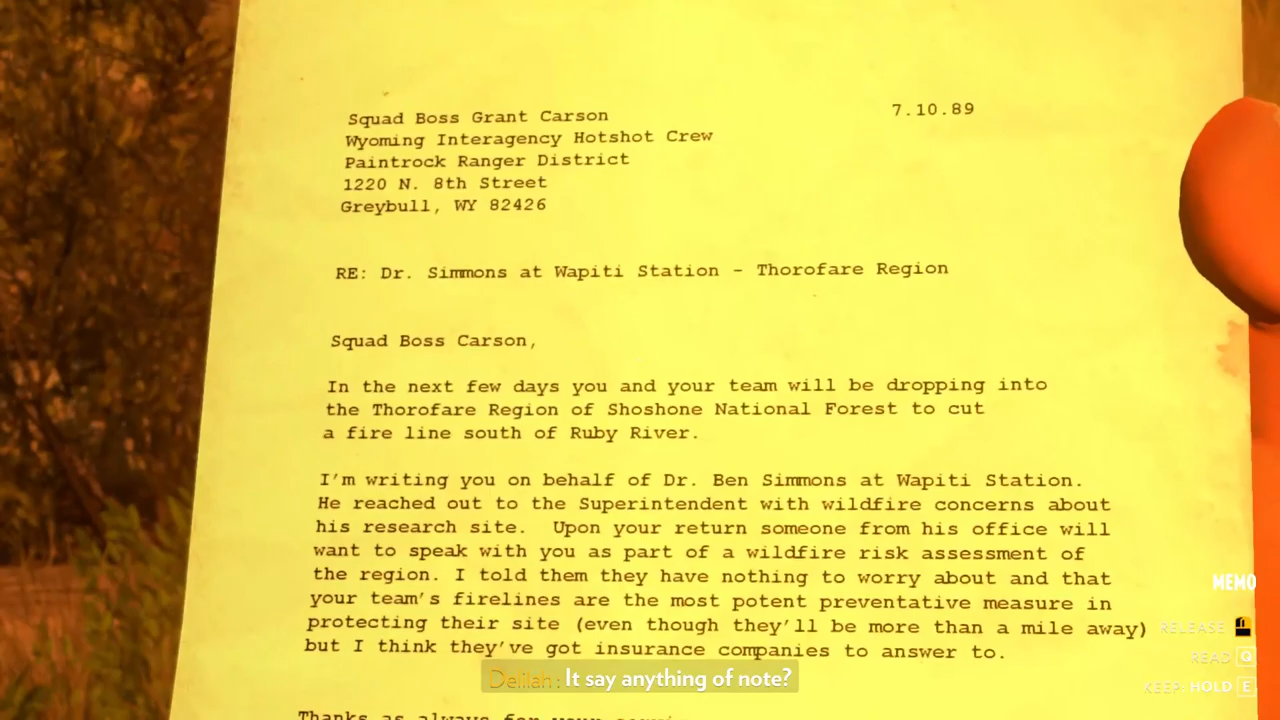 Squad Boss Grant Carson 7.10.89
Wyoming Interagency Hotshot Crew
Paintrock Ranger District
1220 N. 8th Street
Greybull, WY 82426
RE: Dr. Simmons at Wapiti Station - Thorofare Region
Squad Boss Carson,
In the next few days you and your team will be dropping into
the Thorofare Region of Shoshone National Forest to cut
a fire line south of Ruby River.
I'm writing you on behalf of Dr. Ben Simmons at Wapiti Station.
He reached out to the Superintendent with wildfire concerns about
his research site. Upon your return someone from his office will
want to speak with you as part of a wildfire risk assessment of
the region. I told them they have nothing to worry about and that
your team's firelines are the most potent preventative measure in
protecting their site (even though they'll be more than a mile away)
but I think they've got insurance companies to answer to.
Thanks as always for your
Delilah: It say anything of note?
MEMO
RELEASE
READ Q
KEEP: HOLD E